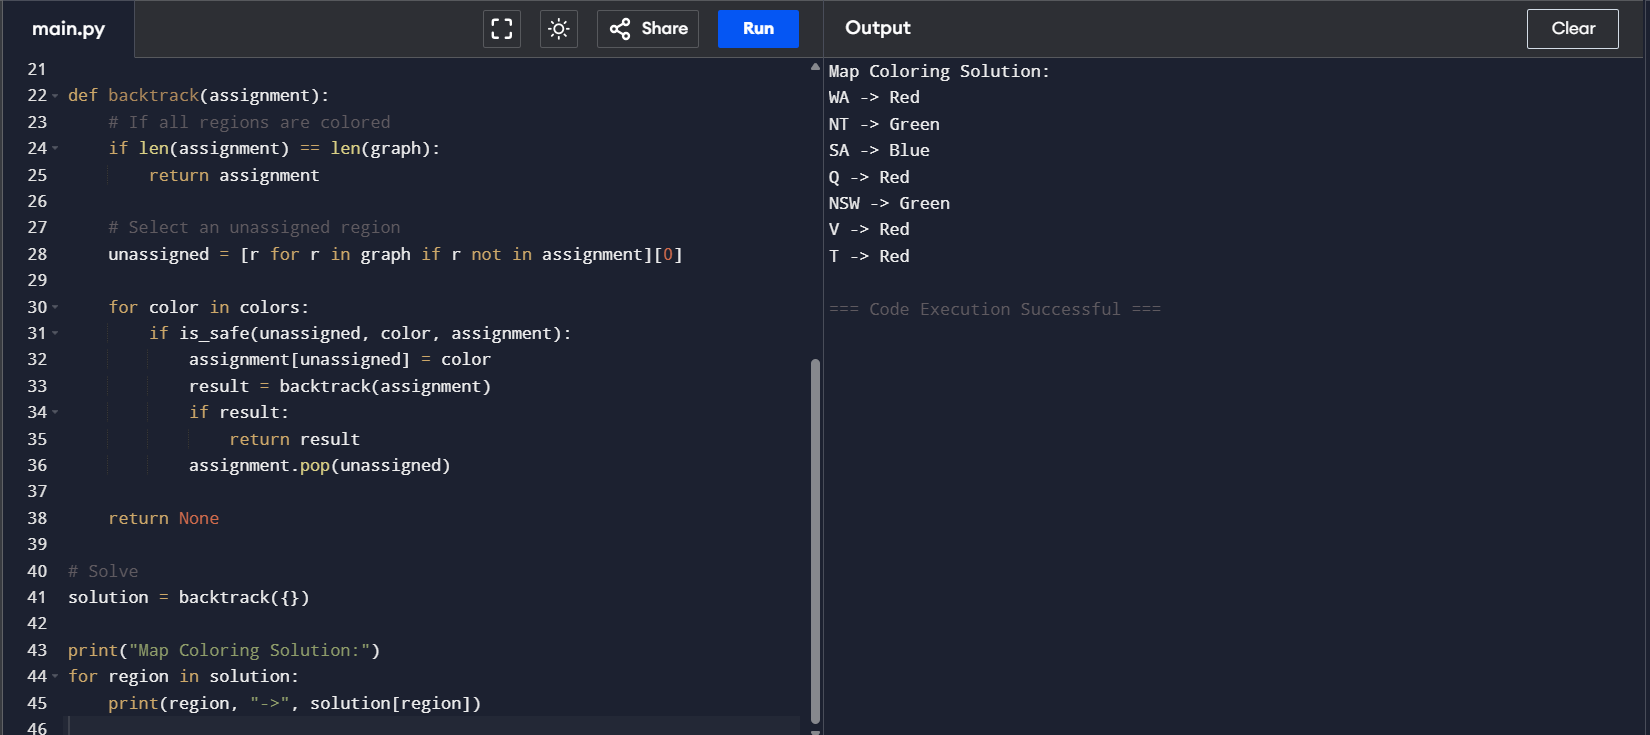 main.py
Share
Run
Output
Clear
21
22 def backtrack(assignment):
23     # If all regions are colored
24     if len(assignment) == len(graph):
25         return assignment
26
27     # Select an unassigned region
28     unassigned = [r for r in graph if r not in assignment][0]
29
30     for color in colors:
31         if is_safe(unassigned, color, assignment):
32             assignment[unassigned] = color
33             result = backtrack(assignment)
34             if result:
35                 return result
36             assignment.pop(unassigned)
37
38     return None
39
40 # Solve
41 solution = backtrack({})
42
43 print("Map Coloring Solution:")
44 for region in solution:
45     print(region, "->", solution[region])
46
Map Coloring Solution:
WA -> Red
NT -> Green
SA -> Blue
Q -> Red
NSW -> Green
V -> Red
T -> Red
=== Code Execution Successful ===